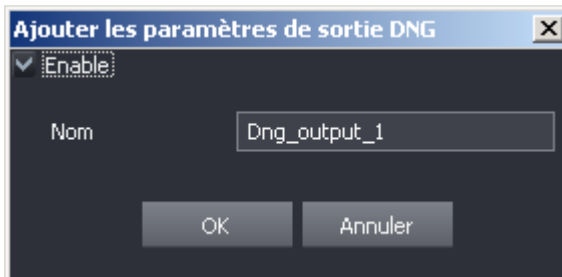 Ajouter les paramètres de sortie DNG
Enable
Nom
Dng_output_1
OK
Annuler